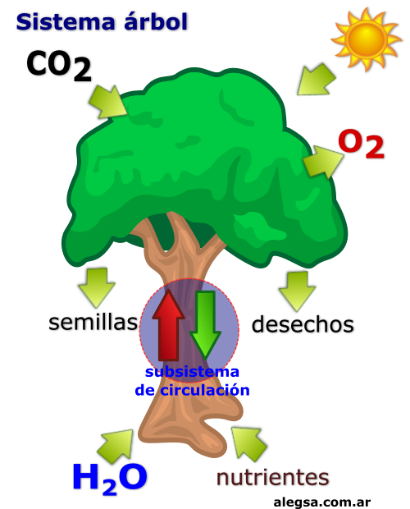 Sistema árbol
CO2
O2
semillas
desechos
subsistema
de circulación
H2O
nutrientes
alegsa.com.ar